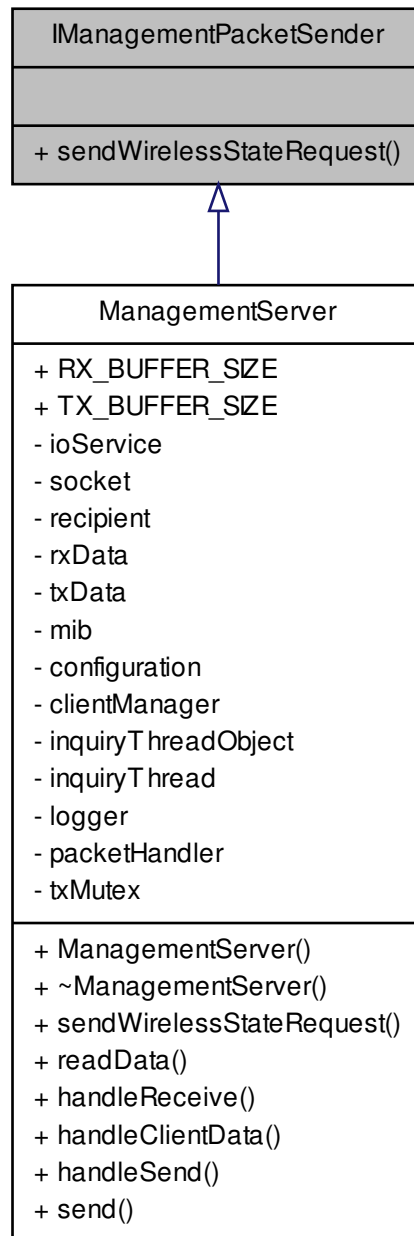 IManagementPacketSender
+ sendWirelessStateRequest()
ManagementServer
+ RX_BUFFER_SIZE
+ TX_BUFFER_SIZE
- ioService
- socket
- recipient
- rxData
- txData
- mib
- configuration
- clientManager
- inquiryThreadObject
- inquiryThread
- logger
- packetHandler
- txMutex
+ ManagementServer()
+ ~ManagementServer()
+ sendWirelessStateRequest()
+ readData()
+ handleReceive()
+ handleClientData()
+ handleSend()
+ send()